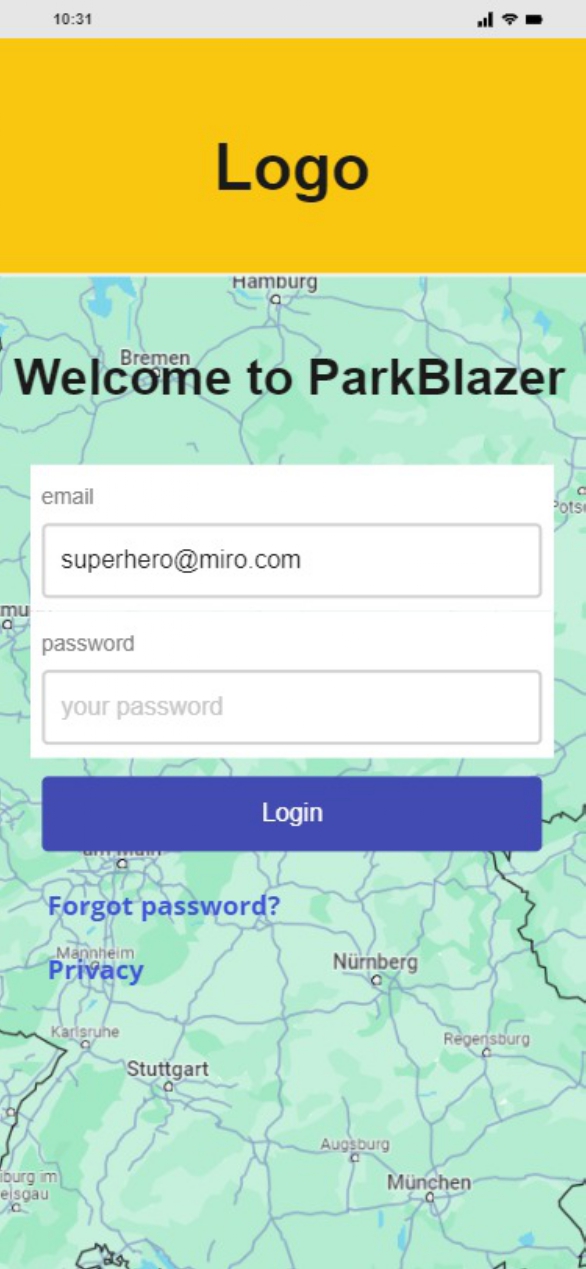 10:31
Logo
Hamburg
Bremen
Welcome to ParkBlazer
email
superhero@miro.com
password
your password
Login
Forgot password?
Mannheim
Nürnberg
Privacy
Karlsruhe
Regensburg
Stuttgart
Augsburg
München